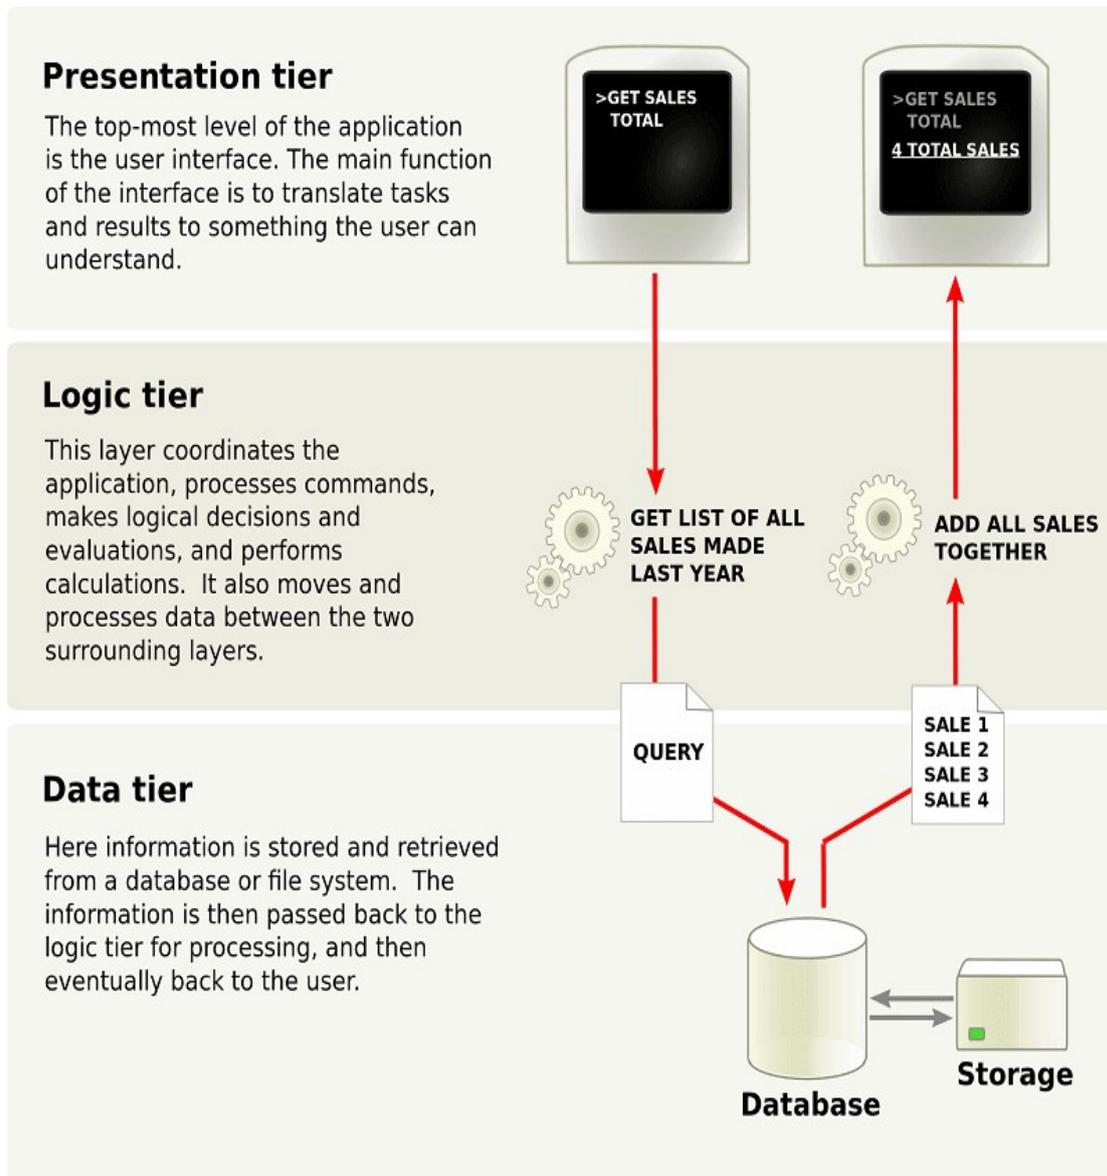 Presentation tier
The top-most level of the application
is the user interface. The main function
of the interface is to translate tasks
and results to something the user can
understand.
>GET SALES
TOTAL
>GET SALES
TOTAL
4 TOTAL SALES
Logic tier
This layer coordinates the
application, processes commands,
makes logical decisions and
evaluations, and performs
calculations.  It also moves and
processes data between the two
surrounding layers.
GET LIST OF ALL
SALES MADE
LAST YEAR
ADD ALL SALES
TOGETHER
Data tier
Here information is stored and retrieved
from a database or file system.  The
information is then passed back to the
logic tier for processing, and then
eventually back to the user.
QUERY
SALE 1
SALE 2
SALE 3
SALE 4
Database
Storage